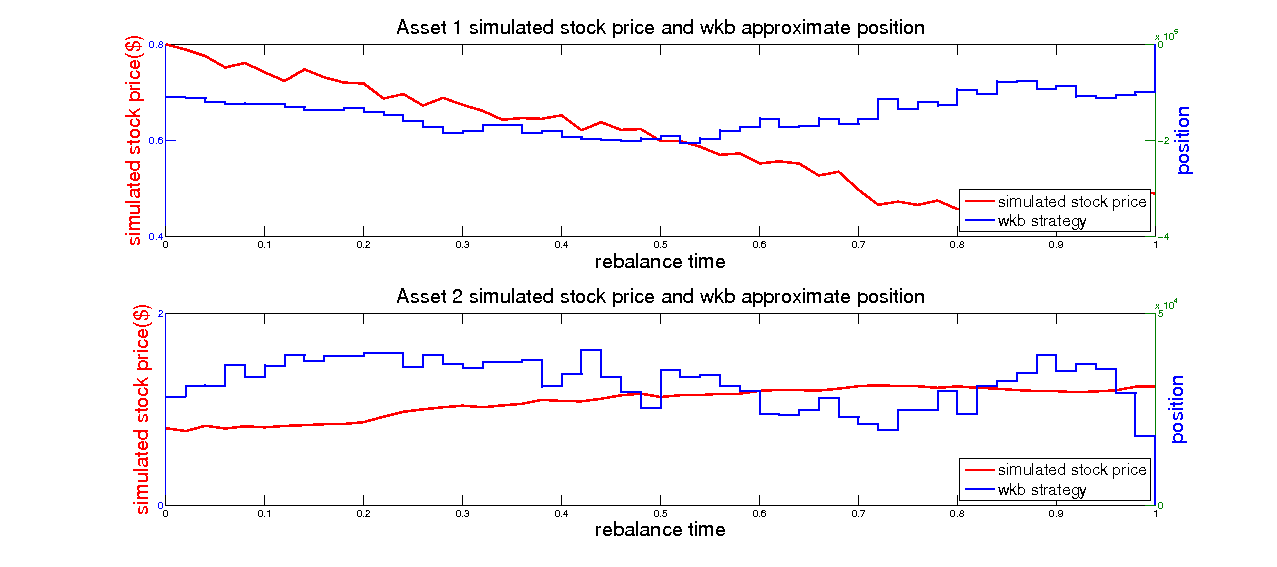 Asset 1 simulated stock price and wkb approximate position
x 10
0.8
0
simulated stock price($)
0.6
-2
position
simulated stock price
wkb strategy
0.4
-4
0 0.1 0.2 0.3 0.4 0.5 0.6 0.7 0.8 0.9 1
rebalance time
Asset 2 simulated stock price and wkb approximate position
x 10^4
2
5
simulated stock price($)
position
simulated stock price
wkb strategy
0
0
0 0.1 0.2 0.3 0.4 0.5 0.6 0.7 0.8 0.9 1
rebalance time